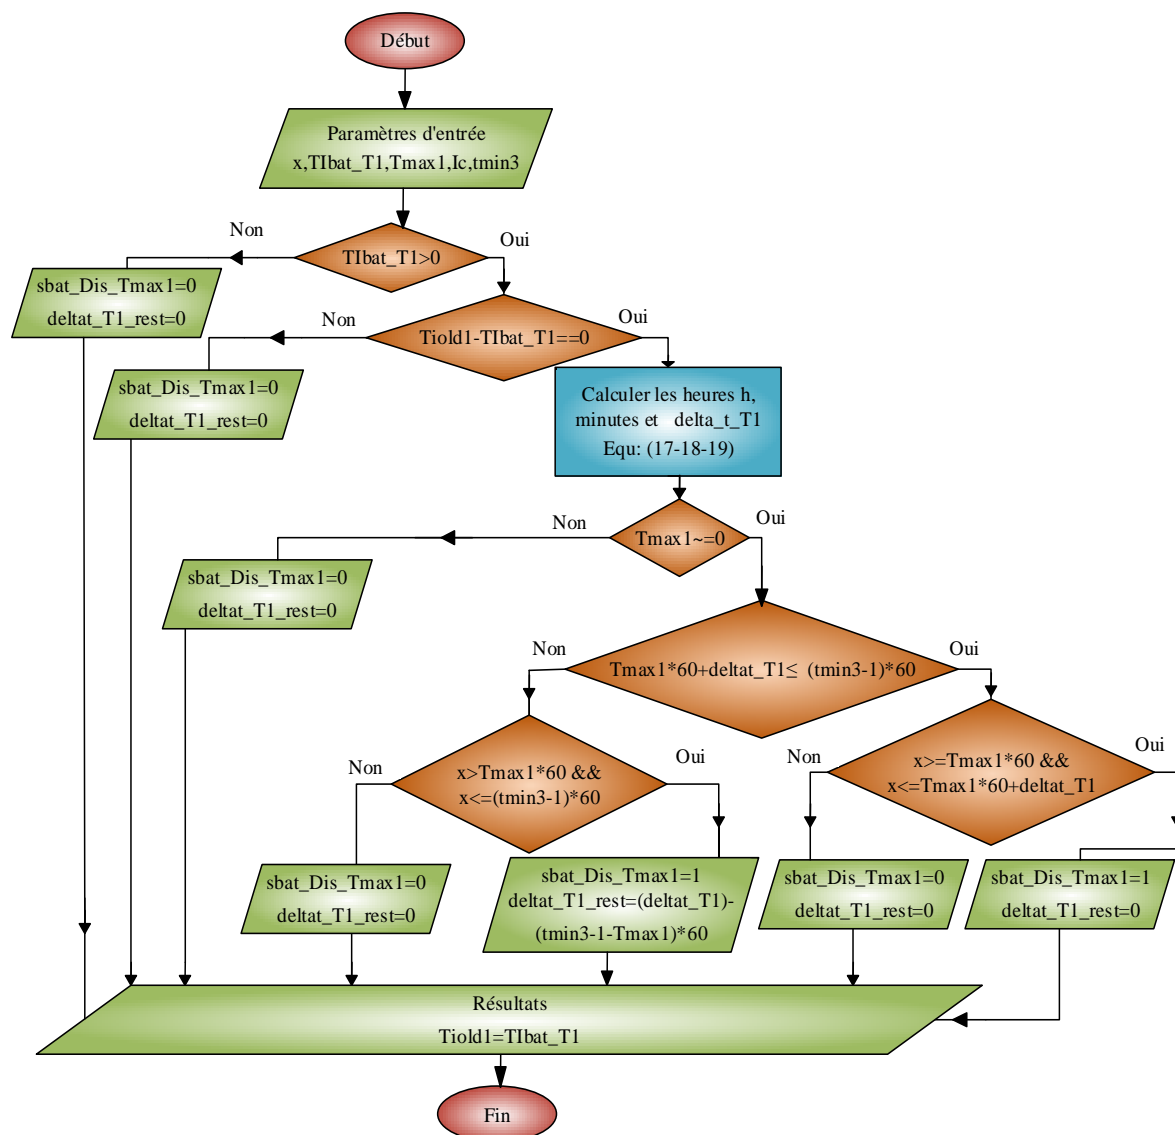 Début
Paramètres d'entrée
x,TIbat_T1,Tmax1,Ic,tmin3
Non
Oui
TIbat_T1>0
sbat_Dis_Tmax1=0
deltat_T1_rest=0
Non
Oui
Tiold1-TIbat_T1==0
sbat_Dis_Tmax1=0
deltat_T1_rest=0
Calculer les heures h,
minutes et delta_t_T1
Equ: (17-18-19)
Non
Oui
Tmax1~=0
sbat_Dis_Tmax1=0
deltat_T1_rest=0
Non
Oui
Tmax1*60+deltat_T1≤ (tmin3-1)*60
Non
Oui
x>Tmax1*60 &&
x<=(tmin3-1)*60
Non
Oui
x>=Tmax1*60 &&
x<=Tmax1*60+deltat_T1
sbat_Dis_Tmax1=0
deltat_T1_rest=0
sbat_Dis_Tmax1=1
deltat_T1_rest=(deltat_T1)-
(tmin3-1-Tmax1)*60
sbat_Dis_Tmax1=0
deltat_T1_rest=0
sbat_Dis_Tmax1=1
deltat_T1_rest=0
Résultats
Tiold1=TIbat_T1
Fin